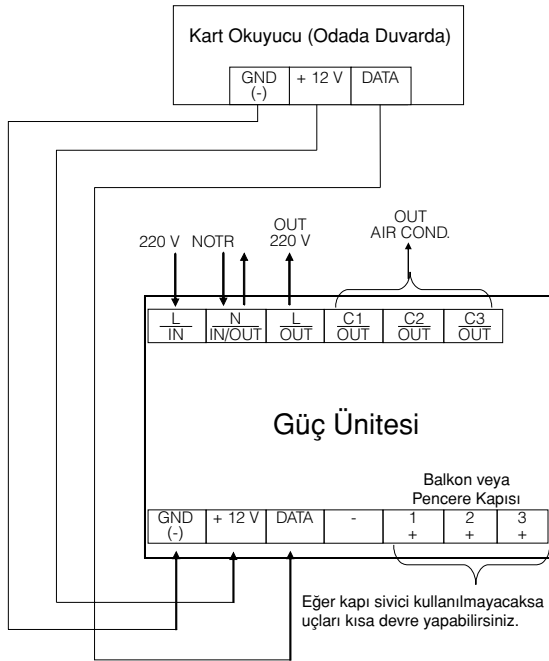 Kart Okuyucu (Odada Duvarda)
GND + 12 V DATA
(-)
OUT
220 V NOTR 220 V
OUT
AIR COND.
L N L C1 C2 C3
IN IN/OUT OUT OUT OUT OUT
Güç Ünitesi
Balkon veya
Pencere Kapısı
GND + 12 V DATA - 1 2 3
(-) + + +
Eğer kapı sivici kullanılmayacaksa
uçları kısa devre yapabilirsiniz.